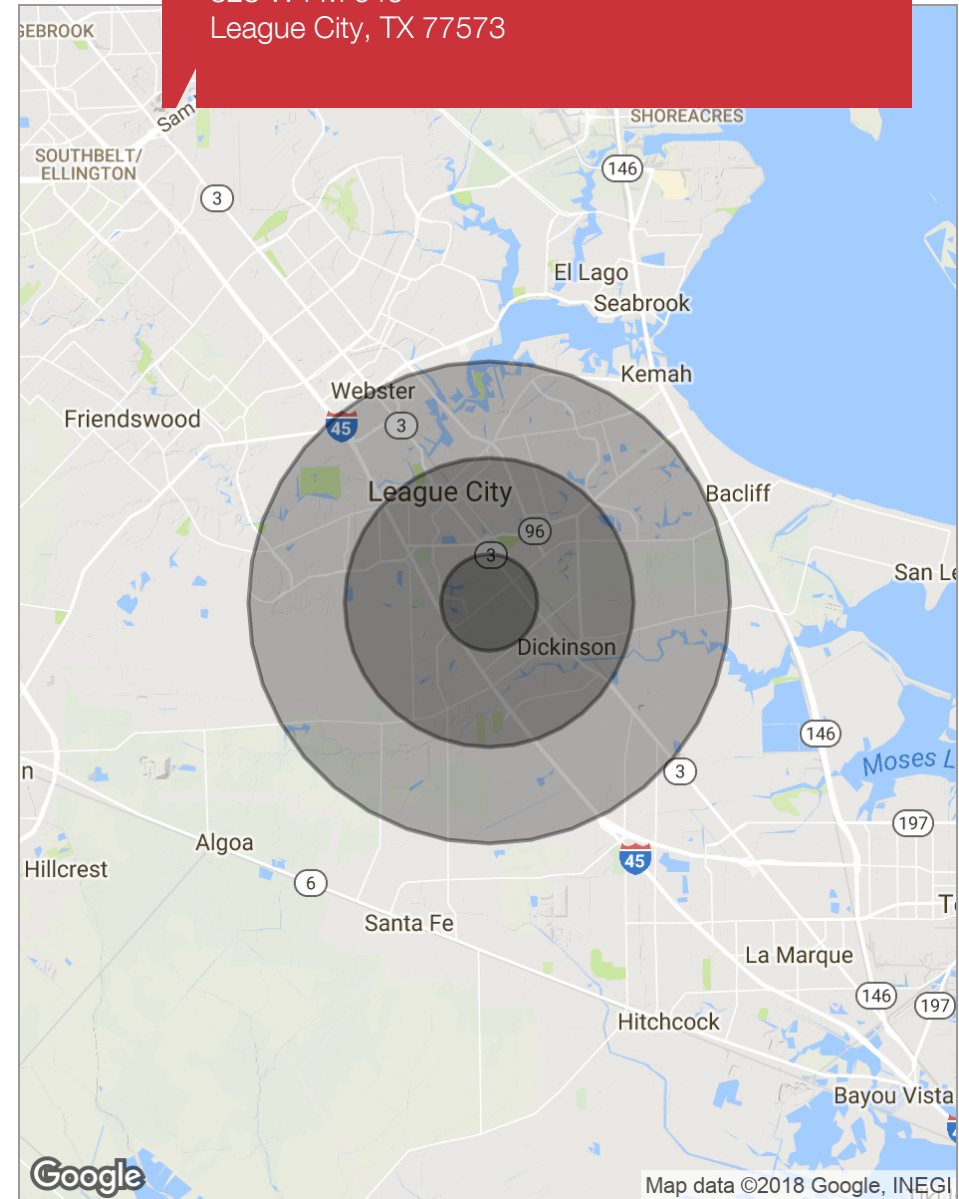 League City, TX 77573
GEBROOK
Sam
SHOREACRES
SOUTHBELT/
ELLINGTON
146
3
El Lago
Seabrook
Kemah
Webster
Friendswood
45
3
League City
Bacliff
96
3
San Le
Dickinson
146
Moses L
n
3
197
Algoa
45
Hillcrest
6
T
Santa Fe
La Marque
146
197
Hitchcock
Bayou Vista
Google
Map data ©2018 Google, INEGI